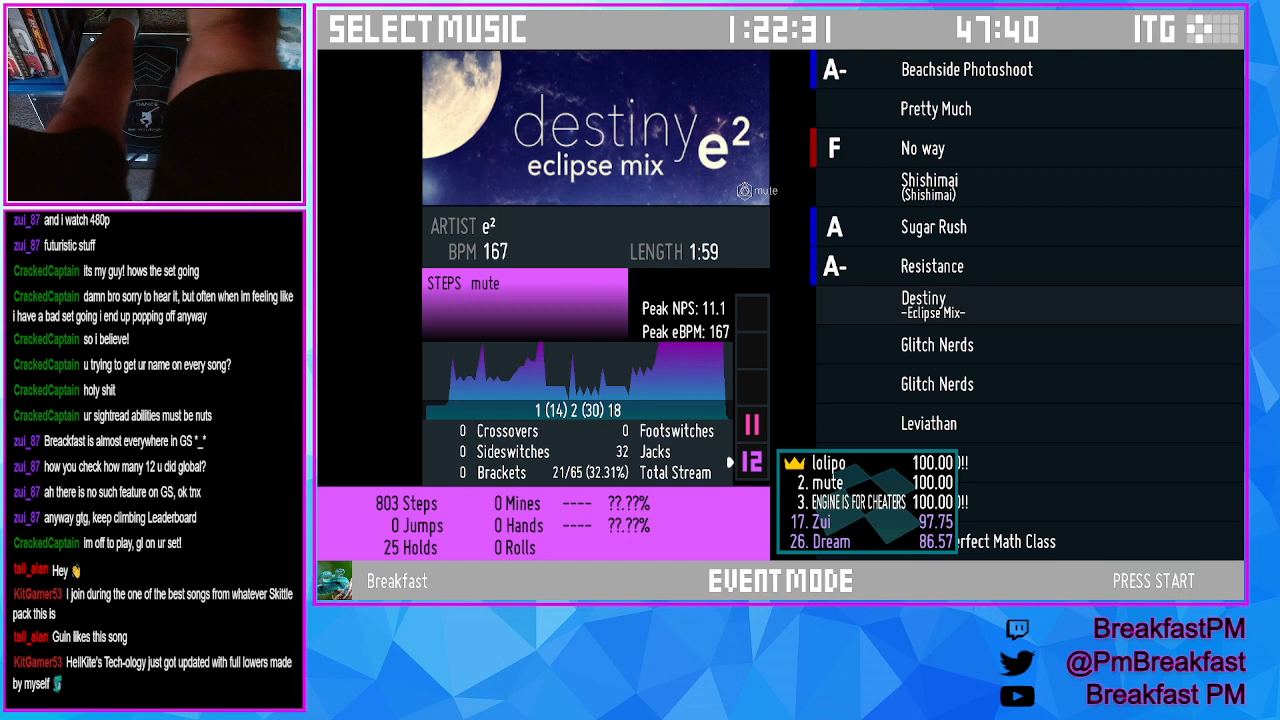 SELECT MUSIC
1:22:31
47:40
ITG
destiny e²
eclipse mix
mute
ARTIST e²
BPM 167
LENGTH 1:59
STEPS mute
Peak NPS: 11.1
Peak eBPM: 167
1 (14) 2 (30) 18
0 Crossovers
0 Footswitches
0 Sideswitches
32 Jacks
0 Brackets
21/65 (32.31%) Total Stream
11
12
803 Steps
0 Mines
---- ??.??%
0 Jumps
0 Hands
---- ??.??%
25 Holds
0 Rolls
A- Beachside Photoshoot
Pretty Much
F No way
Shishimai
(Shishimai)
A Sugar Rush
A- Resistance
Destiny
~Eclipse Mix~
Glitch Nerds
Glitch Nerds
Leviathan
lolipo 100.00
2. mute 100.00
3. ENGINE IS FOR CHEATERS 100.00
17. Zui 97.75
26. Dream 86.57
!!
!!
erfect Math Class
Breakfast
EVENT MODE
PRESS START
DANCE
zui_87 and i watch 480p
zui_87 futuristic stuff
CrackedCaptain its my guy! hows the set going
CrackedCaptain damn bro sorry to hear it, but often when im feeling like
i have a bad set going i end up popping off anyway
CrackedCaptain so i believe!
CrackedCaptain u trying to get ur name on every song?
CrackedCaptain holy shit
CrackedCaptain ur sightread abilities must be nuts
zui_87 Breackfast is almost everywhere in GS *_*
zui_87 how you check how many 12 u did global?
zui_87 ah there is no such feature on GS, ok tnx
zui_87 anyway gtg, keep climbing Leaderboard
CrackedCaptain im off to play, gl on ur set!
tall_alan Hey 👋
KitGamer53 I join during the one of the best songs from whatever Skittle
pack this is
tall_alan Guin likes this song
KitGamer53 HellKite's Tech-ology just got updated with full lowers made
by myself
BreakfastPM
@PmBreakfast
Breakfast PM